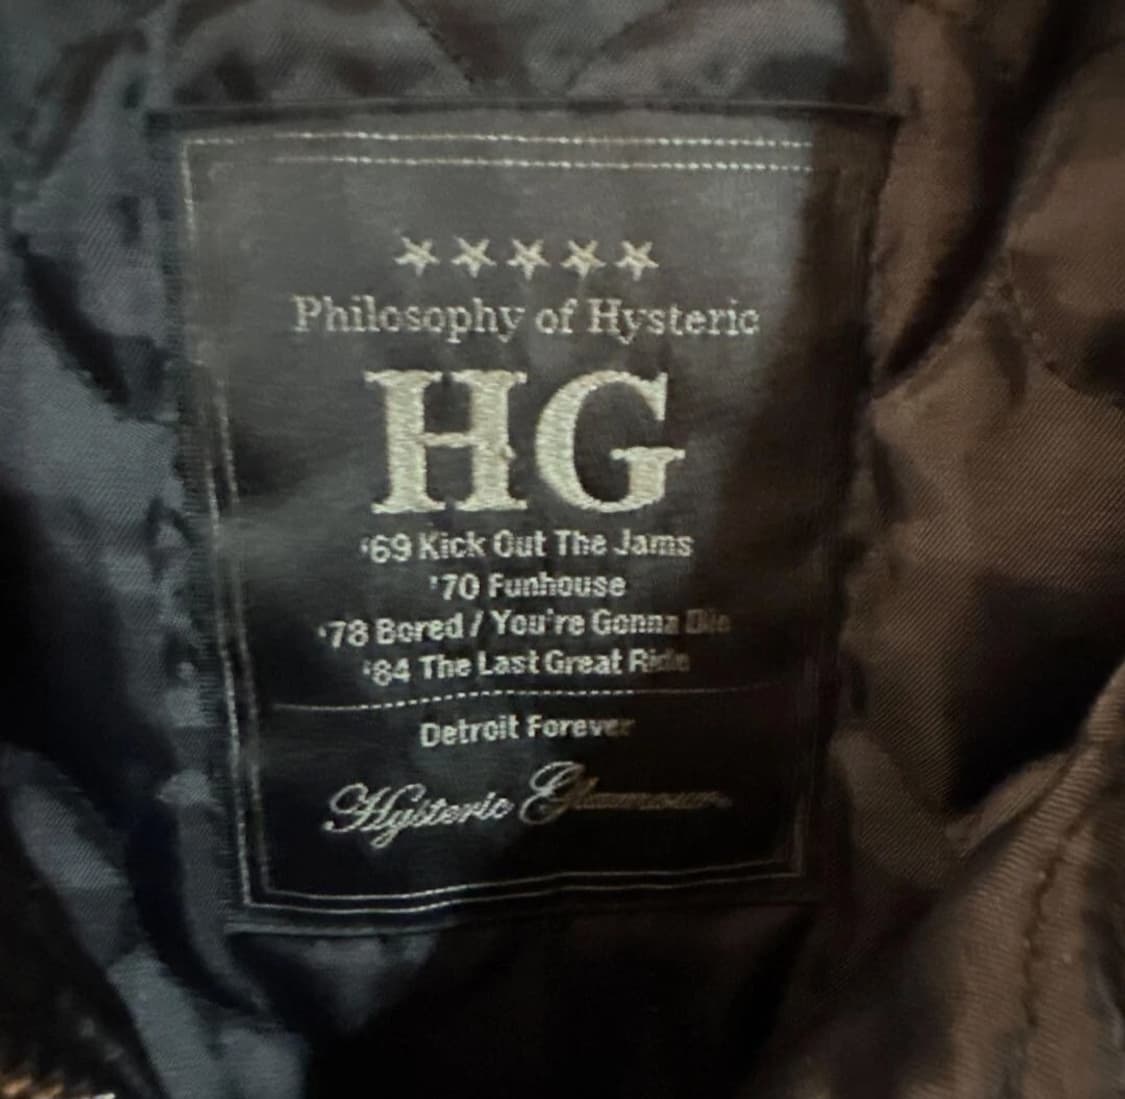 Philosophy of Hysteric
HG
'69 Kick Out The Jams
'70 Funhouse
'78 Bored / You're Gonna Die
'84 The Last Great Ride
Detroit Forever
Hysteric Glamour